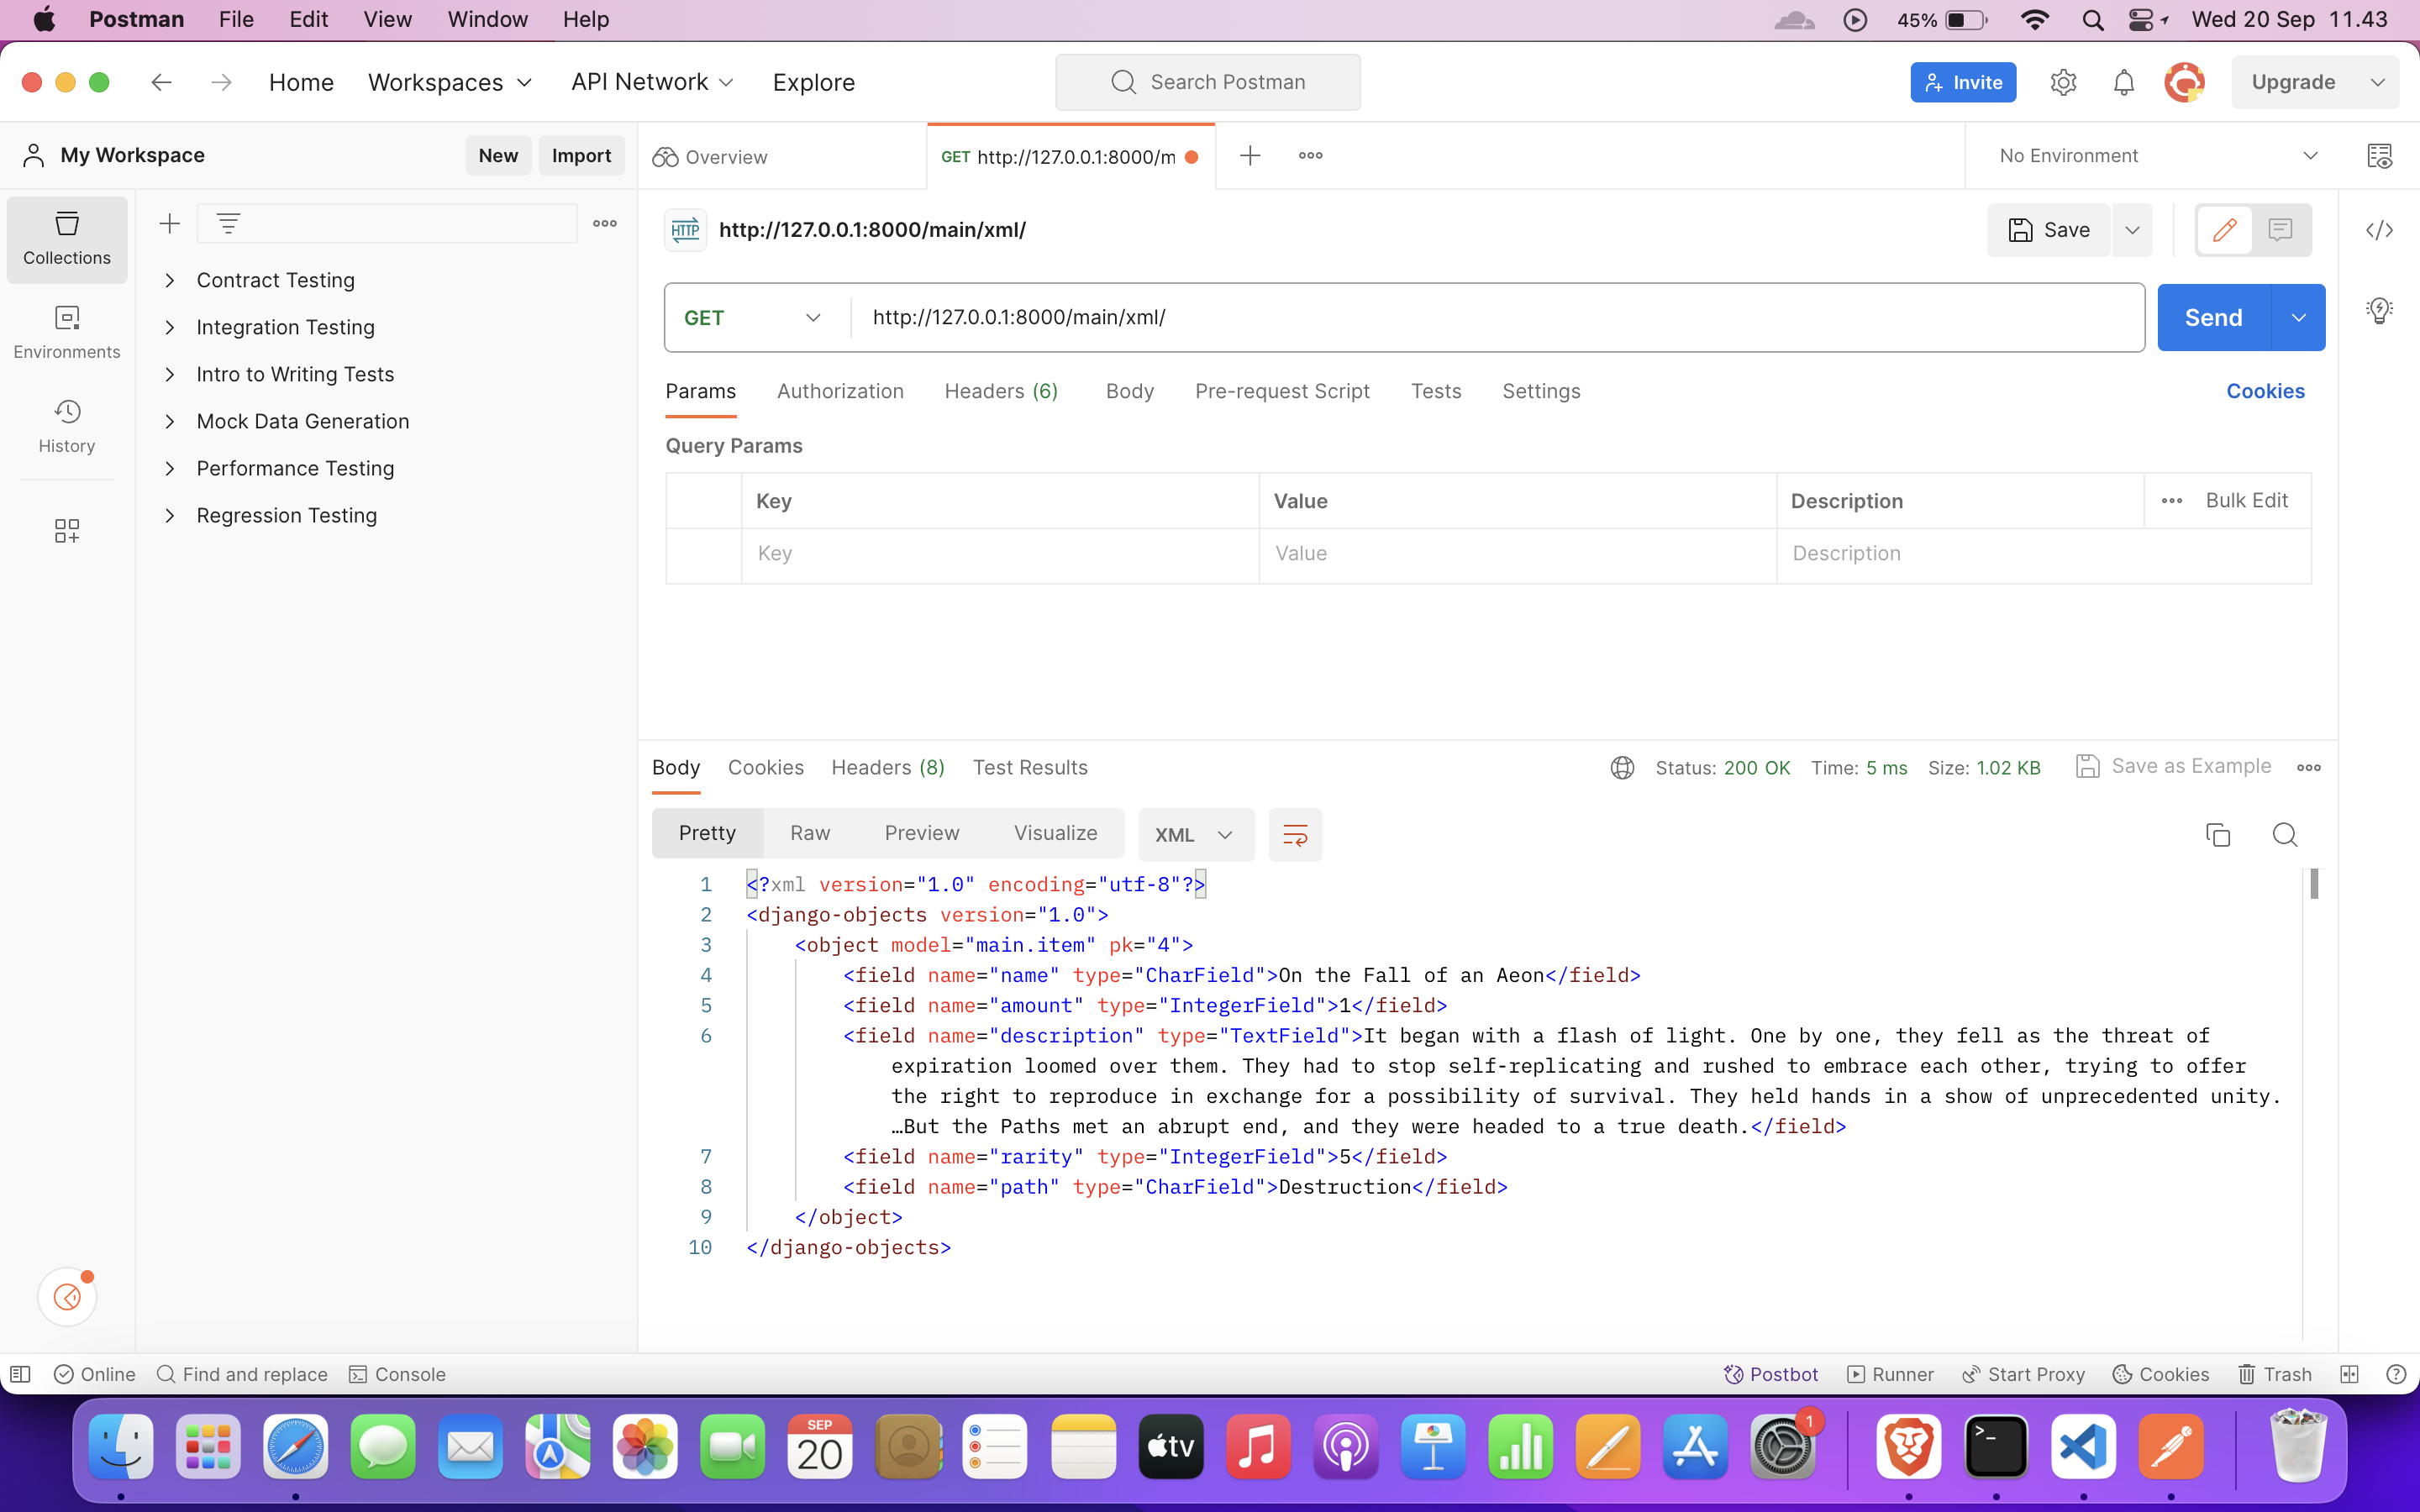 Postman File Edit View Window Help 45% Wed 20 Sep 11.43
Home Workspaces API Network Explore Search Postman Invite Upgrade
My Workspace New Import Overview GET http://127.0.0.1:8000/m No Environment
Collections
Environments
History
Contract Testing
Integration Testing
Intro to Writing Tests
Mock Data Generation
Performance Testing
Regression Testing
HTTP http://127.0.0.1:8000/main/xml/ Save
GET http://127.0.0.1:8000/main/xml/ Send
Params Authorization Headers (6) Body Pre-request Script Tests Settings Cookies
Query Params
Key Value Description Bulk Edit
Key Value Description
Body Cookies Headers (8) Test Results Status: 200 OK Time: 5 ms Size: 1.02 KB Save as Example
Pretty Raw Preview Visualize XML
1 <?xml version="1.0" encoding="utf-8"?>
2 <django-objects version="1.0">
3 <object model="main.item" pk="4">
4 <field name="name" type="CharField">On the Fall of an Aeon</field>
5 <field name="amount" type="IntegerField">1</field>
6 <field name="description" type="TextField">It began with a flash of light. One by one, they fell as the threat of
expiration loomed over them. They had to stop self-replicating and rushed to embrace each other, trying to offer
the right to reproduce in exchange for a possibility of survival. They held hands in a show of unprecedented unity.
…But the Paths met an abrupt end, and they were headed to a true death.</field>
7 <field name="rarity" type="IntegerField">5</field>
8 <field name="path" type="CharField">Destruction</field>
9 </object>
10 </django-objects>
Online Find and replace Console Postbot Runner Start Proxy Cookies Trash
SEP
20
tv
1